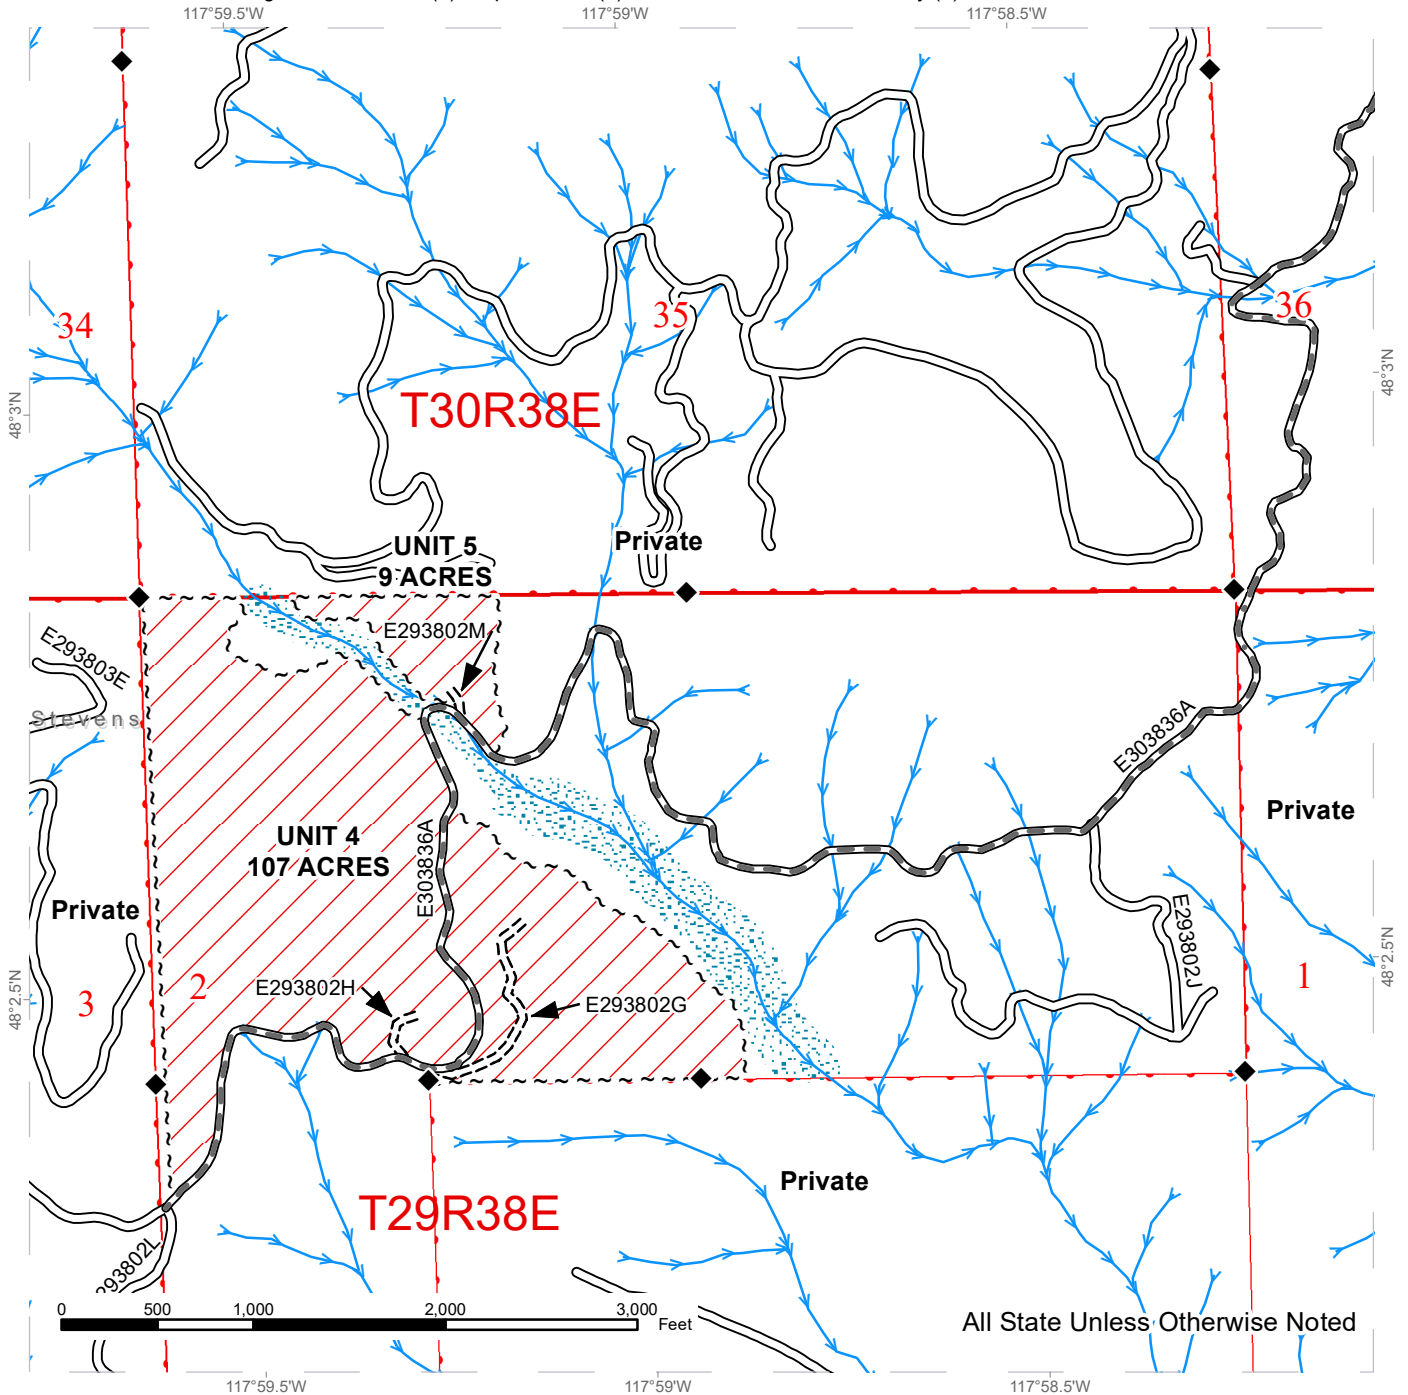 117°59.5'W
117°59'W
117°58.5'W
34
35
36
48°3'N
48°3'N
T30R38E
UNIT 5
9 ACRES
Private
E293802M
E293803E
Stevens
E303836A
UNIT 4
107 ACRES
E303836A
Private
Private
E293802J
3
2
1
E293802H
E293802G
48°2.5'N
48°2.5'N
Private
T29R38E
293802L
0 500 1,000 2,000 3,000
Feet
All State Unless Otherwise Noted
117°59.5'W
117°59'W
117°58.5'W